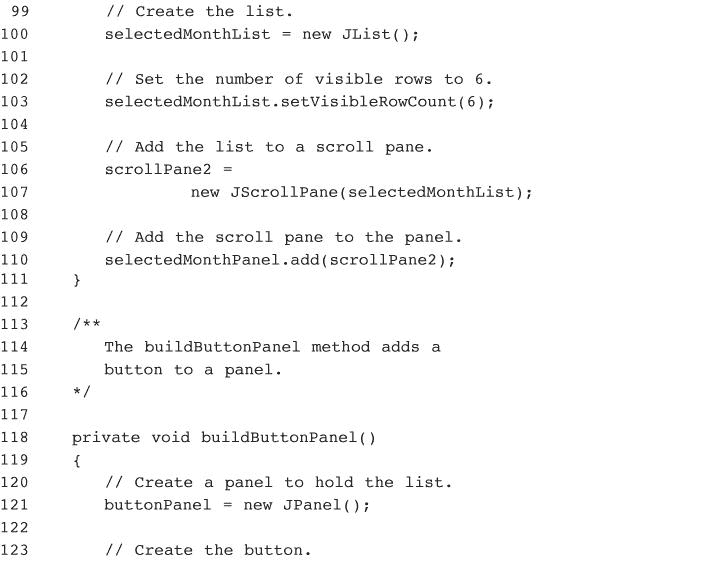 99 // Create the list.
100 selectedMonthList = new JList();
101
102 // Set the number of visible rows to 6.
103 selectedMonthList.setVisibleRowCount(6);
104
105 // Add the list to a scroll pane.
106 scrollPane2 =
107 new JScrollPane(selectedMonthList);
108
109 // Add the scroll pane to the panel.
110 selectedMonthPanel.add(scrollPane2);
111 }
112
113 /**
114 The buildButtonPanel method adds a
115 button to a panel.
116 */
117
118 private void buildButtonPanel()
119 {
120 // Create a panel to hold the list.
121 buttonPanel = new JPanel();
122
123 // Create the button.